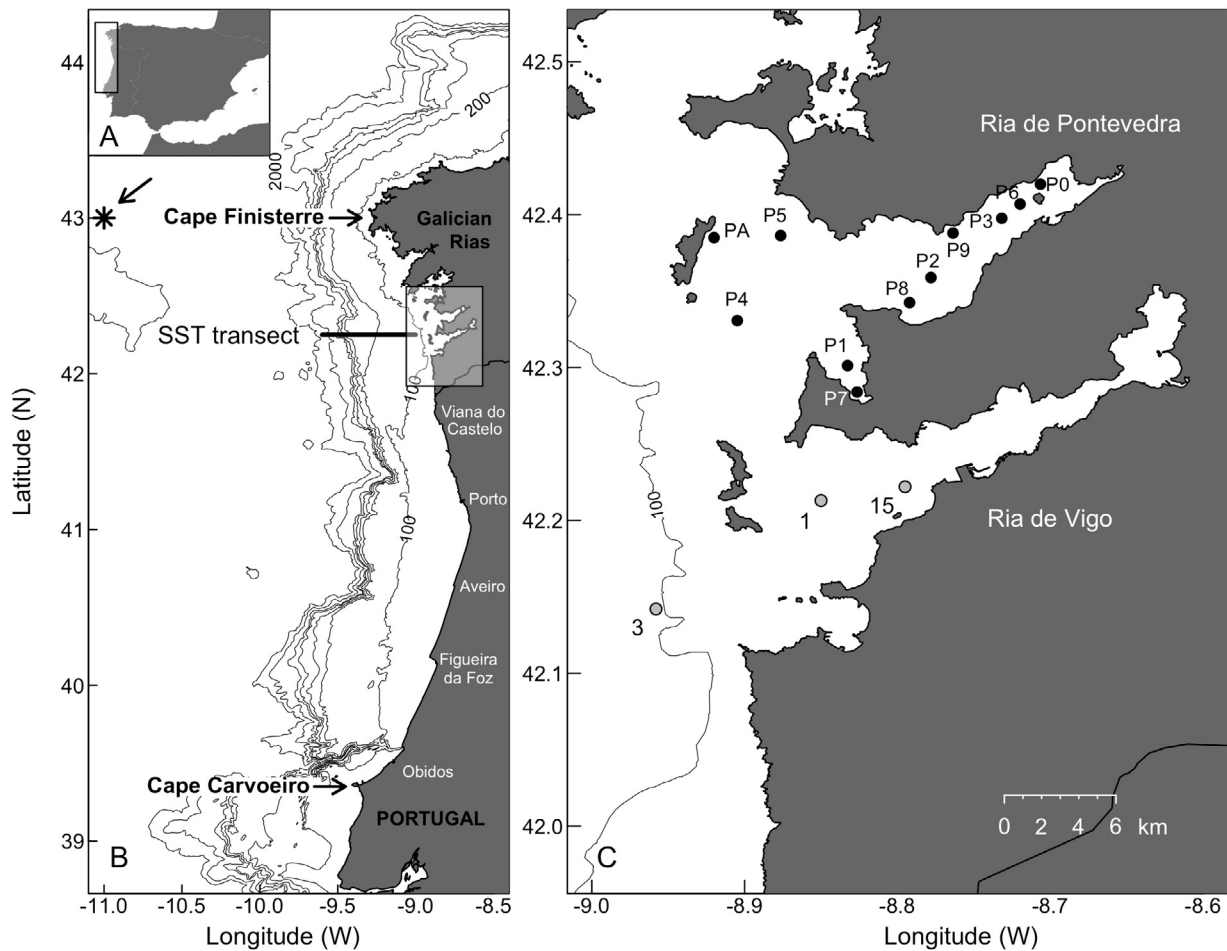 A
2000
200
Cape Finisterre
Galician
Rias
SST transect
100
Viana do
Castelo
Porto
100
Aveiro
Figueira
da Foz
Obidos
Cape Carvoeiro
PORTUGAL
B
44
43
42
41
40
39
Latitude (N)
-11.0
-10.5
-10.0
-9.5
-9.0
-8.5
Longitude (W)
Ria de Pontevedra
P0
P6
P3
P5
PA
P9
P2
P8
P4
P1
P7
100
1
15
Ria de Vigo
3
0 2 4 6 km
C
42.5
42.4
42.3
42.2
42.1
42.0
-9.0
-8.9
-8.8
-8.7
-8.6
Longitude (W)